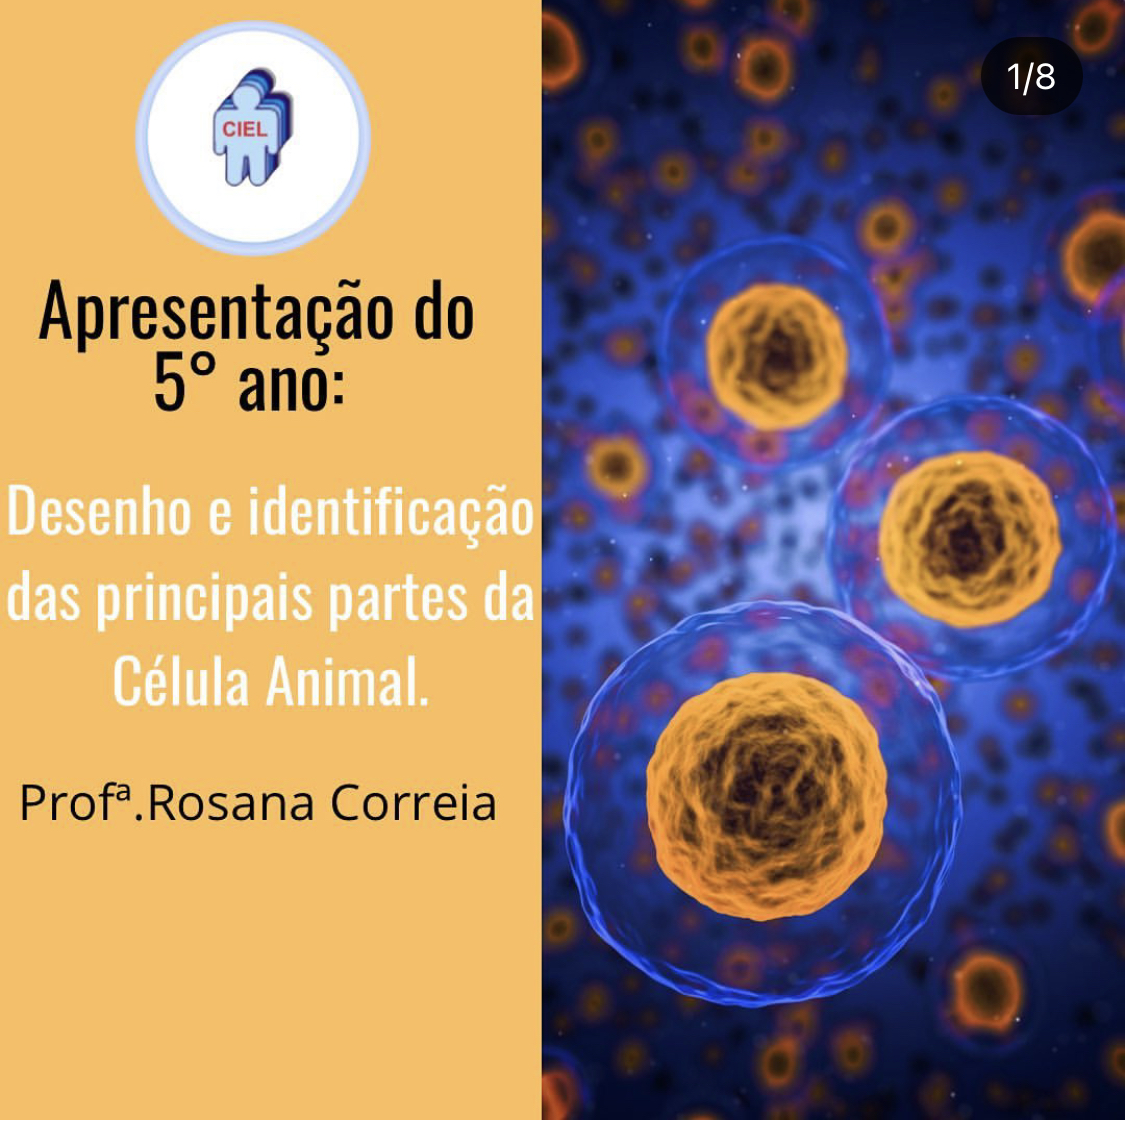 CIEL
Apresentação do
5° ano:
Desenho e identificação
das principais partes da
Célula Animal.
Profª.Rosana Correia
1/8